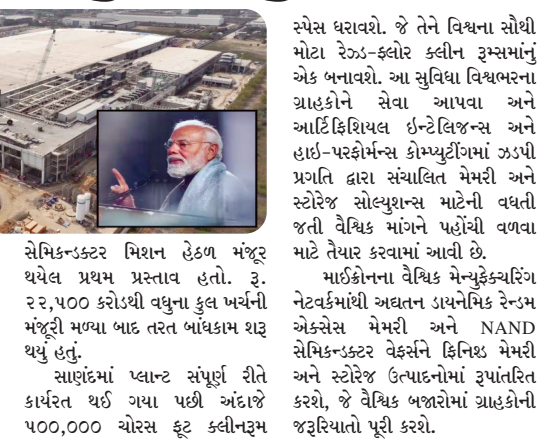 સેમિકન્ડક્ટર મિશન હેઠળ મંજૂર
થયેલ પ્રથમ પ્રસ્તાવ હતો. રૂ.
૨૨,૫૦૦ કરોડથી વધુના કુલ ખર્ચની
મંજૂરી મળ્યા બાદ તરત બાંધકામ શરૂ
થયું હતું.
સાણંદમાં પ્લાન્ટ સંપૂર્ણ રીતે
કાર્યરત થઈ ગયા પછી અંદાજે
૫૦૦,૦૦૦ ચોરસ ફૂટ ક્લીનરૂમ
સ્પેસ ધરાવશે. જે તેને વિશ્વના સૌથી
મોટા રેઝ્ડ-ફ્લોર ક્લીન રૂમ્સમાંનું
એક બનાવશે. આ સુવિધા વિશ્વભરના
ગ્રાહકોને સેવા આપવા અને
આર્ટિફિશિયલ ઇન્ટેલિજન્સ અને
હાઇ-પરફોર્મન્સ કોમ્પ્યુટીંગમાં ઝડપી
પ્રગતિ દ્વારા સંચાલિત મેમરી અને
સ્ટોરેજ સોલ્યુશન્સ માટેની વધતી
જતી વૈશ્વિક માંગને પહોંચી વળવા
માટે તૈયાર કરવામાં આવી છે.
માઈક્રોનના વૈશ્વિક મેન્યુફેક્ચરિંગ
નેટવર્કમાંથી અદ્યતન ડાયનેમિક રેન્ડમ
એક્સેસ મેમરી અને NAND
સેમિકન્ડક્ટર વેફર્સને ફિનિશ્ડ મેમરી
અને સ્ટોરેજ ઉત્પાદનોમાં રૂપાંતરિત
કરશે, જે વૈશ્વિક બજારોમાં ગ્રાહકોની
જરૂરિયાતો પૂરી કરશે.